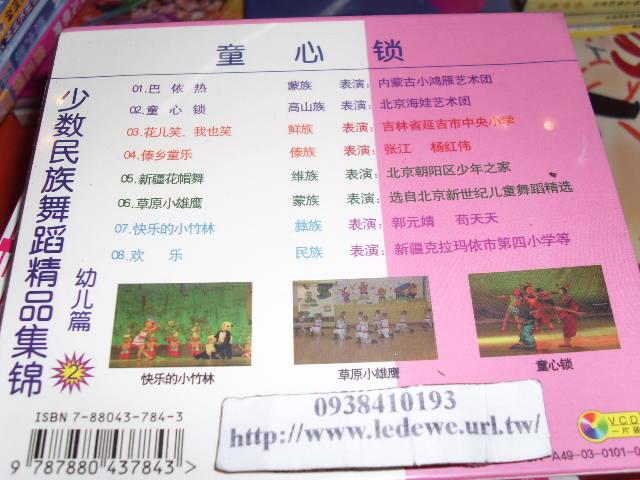 童 心 锁
少数民族舞蹈精品集锦
幼儿篇
2
01.巴 侬 热 蒙族 表演：内蒙古小鸿雁艺术团
02.童 心 锁 高山族 表演：北京海娃艺术团
03.花儿笑、我也笑 鲜族 表演：吉林省延吉市中央小学
04.傣乡童乐 傣族 表演：张江 杨红伟
05.新疆花帽舞 维族 表演：北京朝阳区少年之家
06.草原小雄鹰 蒙族 表演：选自北京新世纪儿童舞蹈精选
07.快乐的小竹林 彝族 表演：郭元婧 苟天天
08.欢 乐 民族 表演：新疆克拉玛依市第四小学等
快乐的小竹林
草原小雄鹰
童心锁
ISBN 7-88043-784-3
9 787880 437843 >
0938410193
http://www.ledewe.url.tw/
VCD
一片装
-A49-03-0101-0